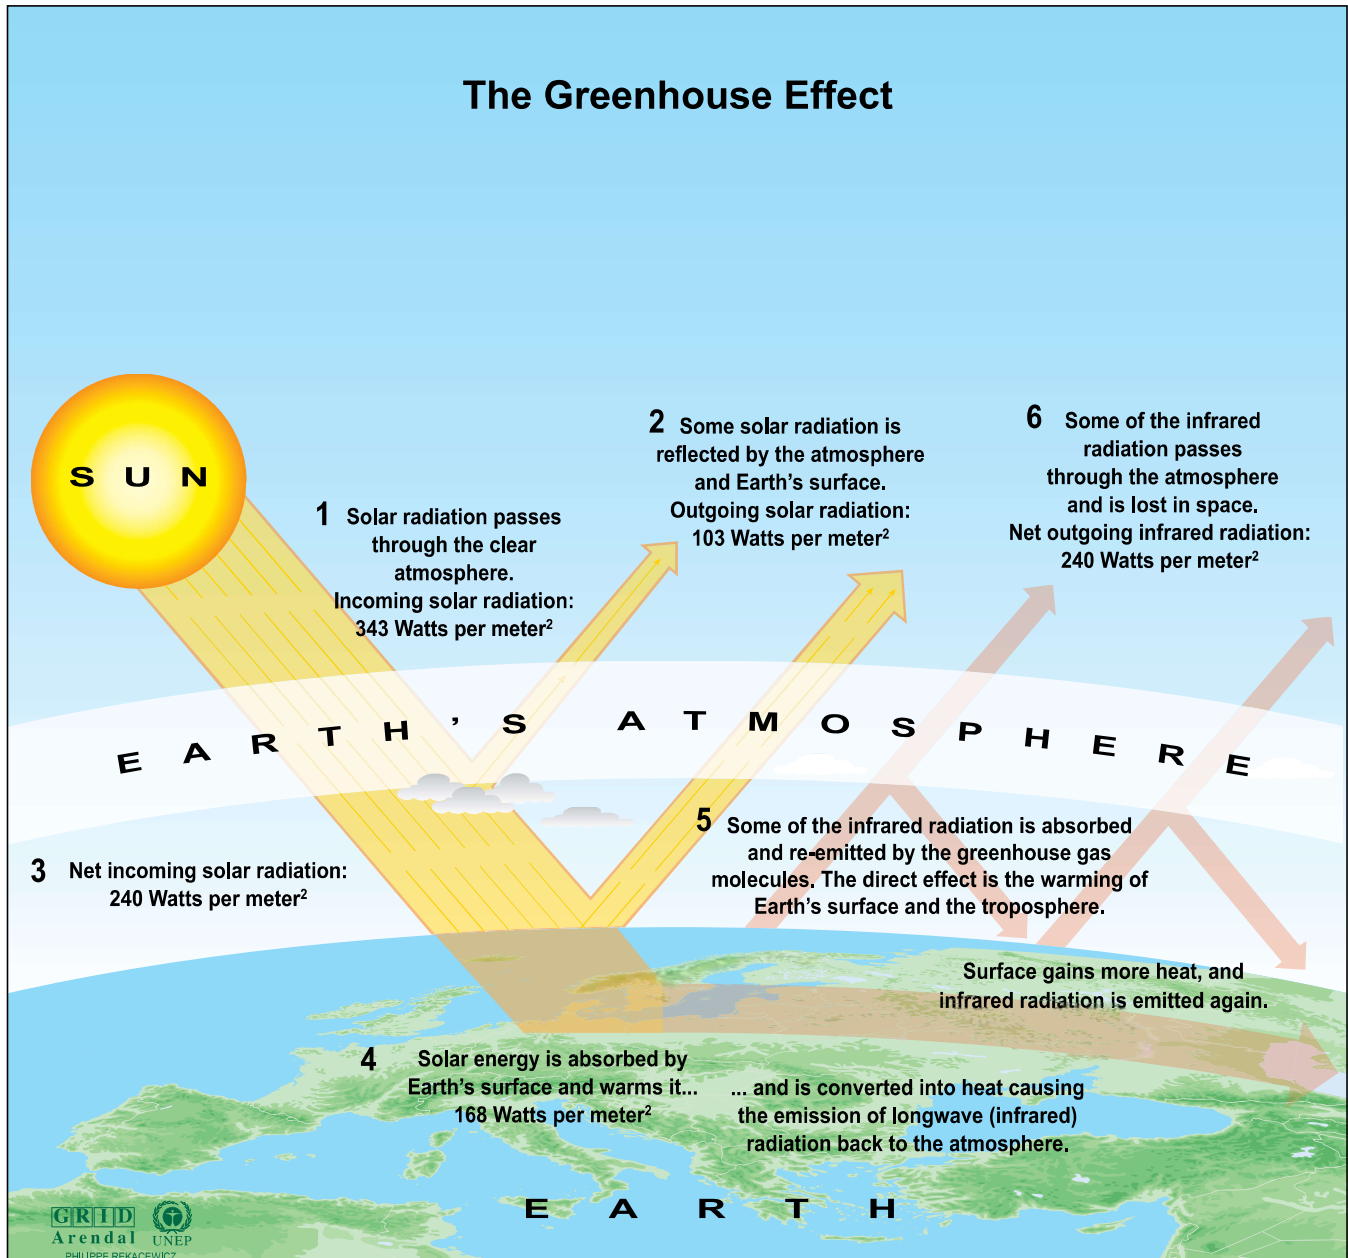 The Greenhouse Effect
S U N
1 Solar radiation passes
through the clear
atmosphere.
Incoming solar radiation:
343 Watts per meter²
2 Some solar radiation is
reflected by the atmosphere
and Earth's surface.
Outgoing solar radiation:
103 Watts per meter²
6 Some of the infrared
radiation passes
through the atmosphere
and is lost in space.
Net outgoing infrared radiation:
240 Watts per meter²
EARTH'S ATMOSPHERE
3 Net incoming solar radiation:
240 Watts per meter²
5 Some of the infrared radiation is absorbed
and re-emitted by the greenhouse gas
molecules. The direct effect is the warming of
Earth's surface and the troposphere.
Surface gains more heat, and
infrared radiation is emitted again.
4 Solar energy is absorbed by
Earth's surface and warms it...
168 Watts per meter²
... and is converted into heat causing
the emission of longwave (infrared)
radiation back to the atmosphere.
E A R T H
GRID
Arendal
UNEP
PHILIPPE REKACEWICZ